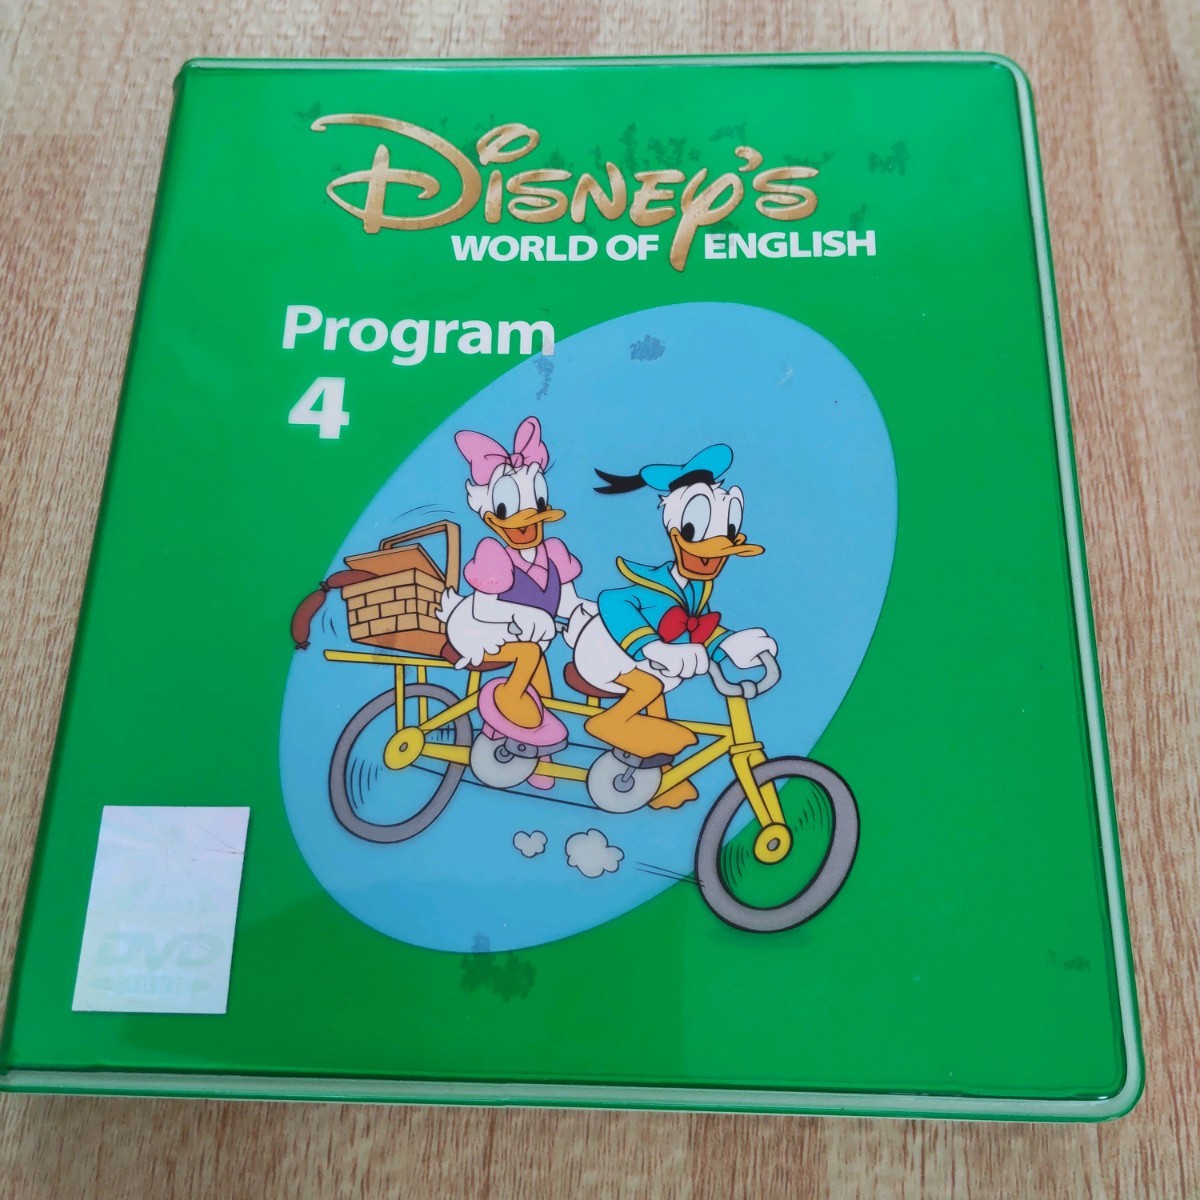 Disney's
WORLD OF ENGLISH
Program
4
DVD